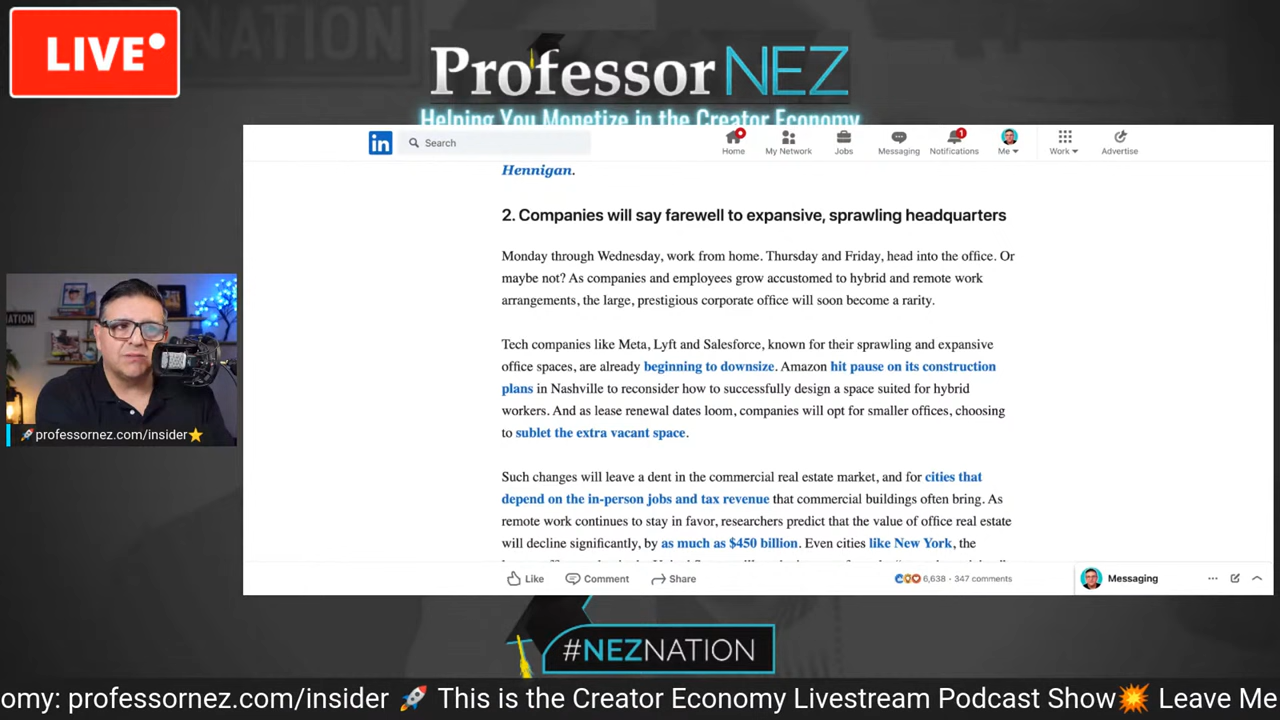 LIVE
NATION
Professor NEZ
Helping You Monetize in the Creator Economy
in
Search
Home
My Network
Jobs
Messaging
1
Notifications
Me
Work
Advertise
Hennigan.
2. Companies will say farewell to expansive, sprawling headquarters
Monday through Wednesday, work from home. Thursday and Friday, head into the office. Or
maybe not? As companies and employees grow accustomed to hybrid and remote work
arrangements, the large, prestigious corporate office will soon become a rarity.
Tech companies like Meta, Lyft and Salesforce, known for their sprawling and expansive
office spaces, are already beginning to downsize. Amazon hit pause on its construction
plans in Nashville to reconsider how to successfully design a space suited for hybrid
workers. And as lease renewal dates loom, companies will opt for smaller offices, choosing
to sublet the extra vacant space.
Such changes will leave a dent in the commercial real estate market, and for cities that
depend on the in-person jobs and tax revenue that commercial buildings often bring. As
remote work continues to stay in favor, researchers predict that the value of office real estate
will decline significantly, by as much as $450 billion. Even cities like New York, the
Like
Comment
Share
6,638 · 347 comments
Messaging
NATION
🚀professornez.com/insider⭐
#NEZNATION
omy: professornez.com/insider 🚀 This is the Creator Economy Livestream Podcast Show💥 Leave Me